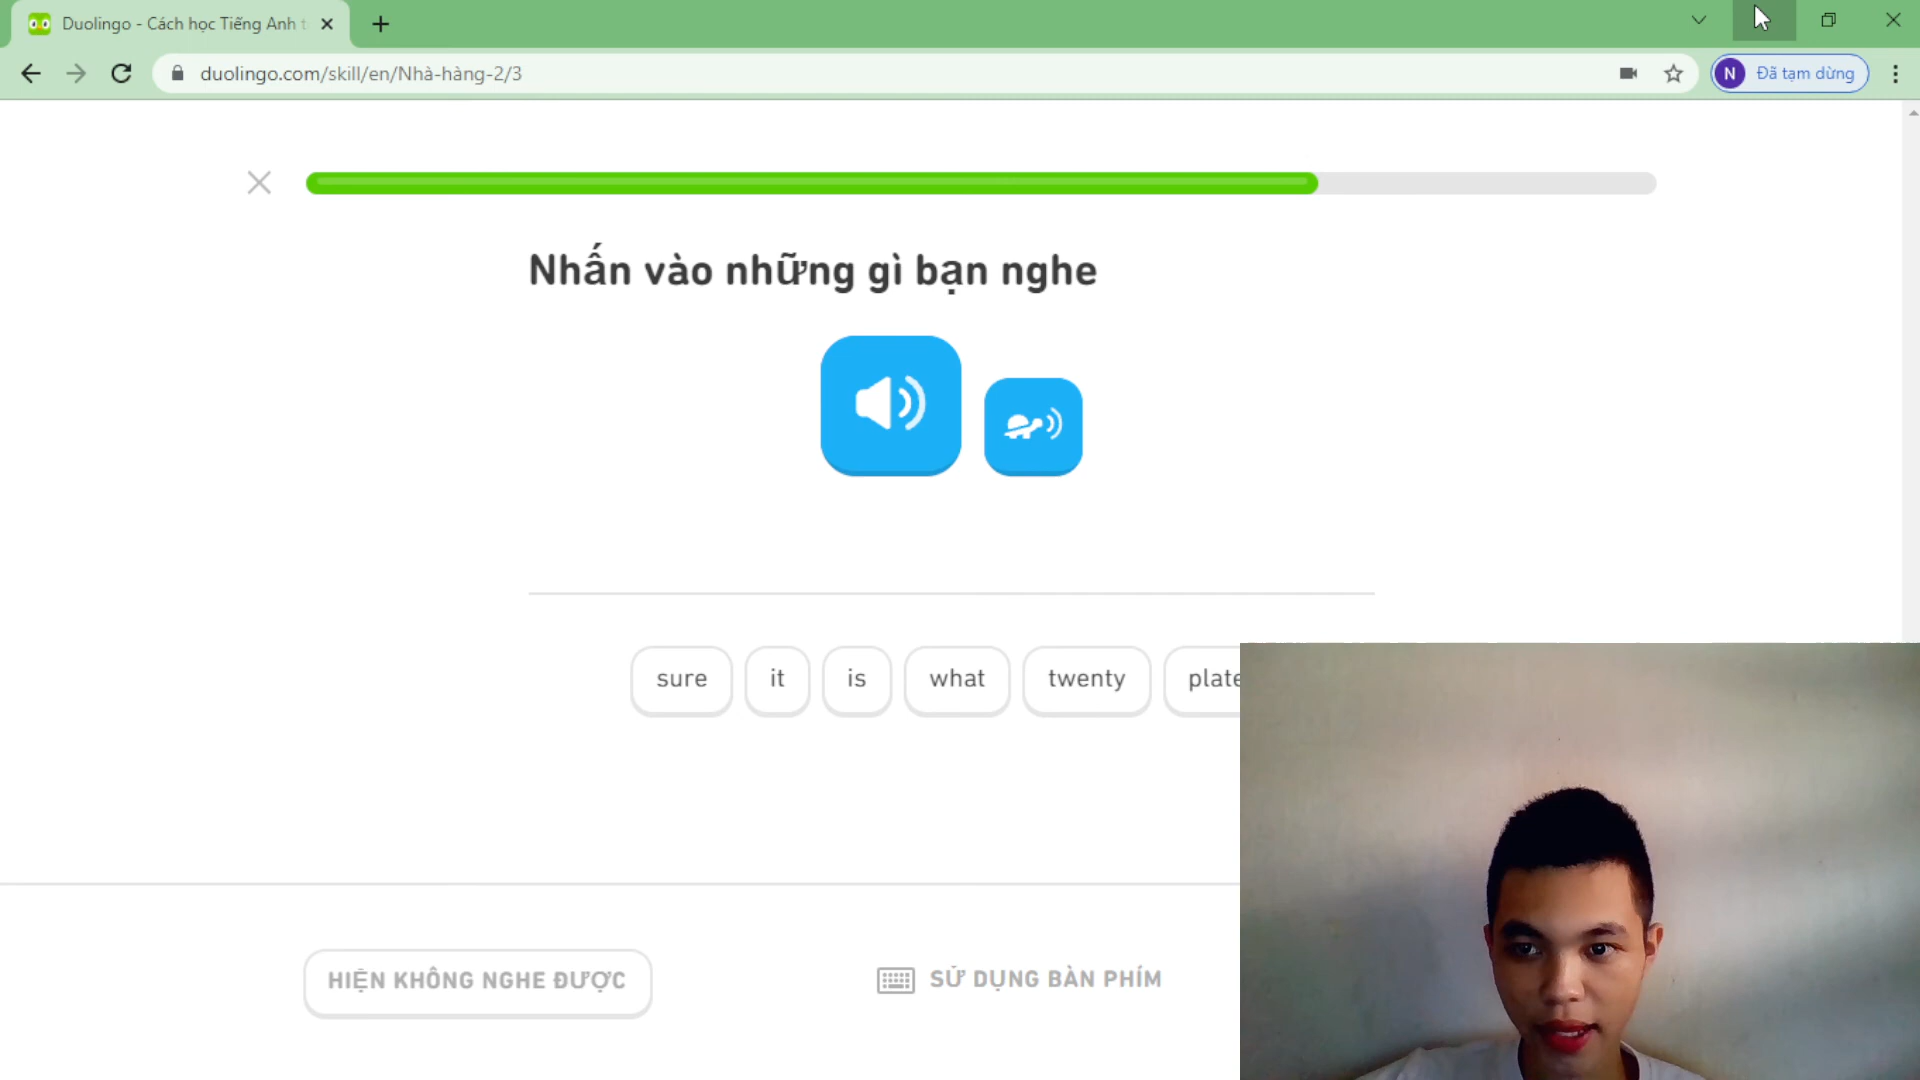 Duolingo - Cách học Tiếng Anh t
duolingo.com/skill/en/Nhà-hàng-2/3
N Đã tạm dừng
Nhấn vào những gì bạn nghe
sure it is what twenty plate
HIỆN KHÔNG NGHE ĐƯỢC
SỬ DỤNG BÀN PHÍM